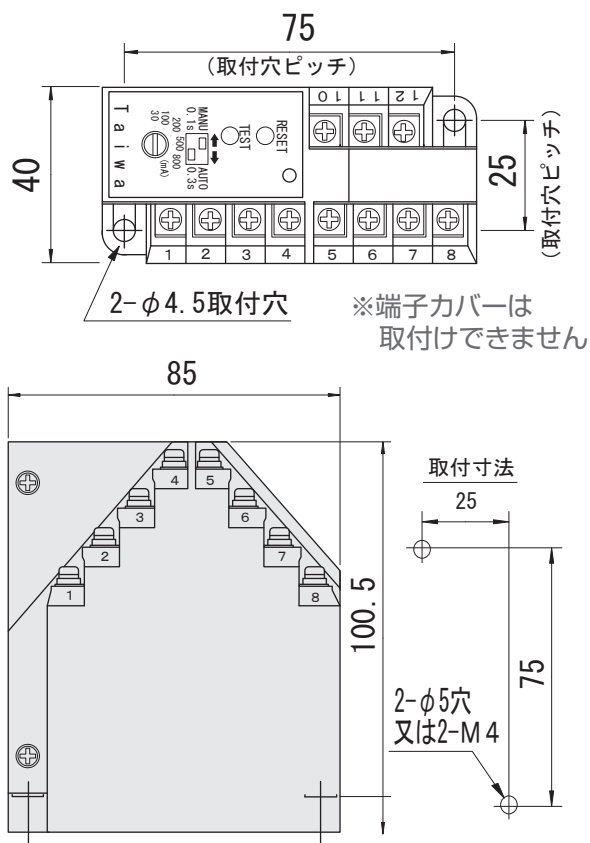 75
(取付穴ピッチ)
40
Taiwa
30
100
200
500
800
(mA)
MANU
0.1s
AUTO
0.3s
TEST
RESET
10 11 12
25
(取付穴ピッチ)
1 2 3 4 5 6 7 8
2-φ4.5取付穴
※端子カバーは
取付けできません
85
4 5
3 6
2 7
1 8
100.5
取付寸法
25
75
2-φ5穴
又は2-M4